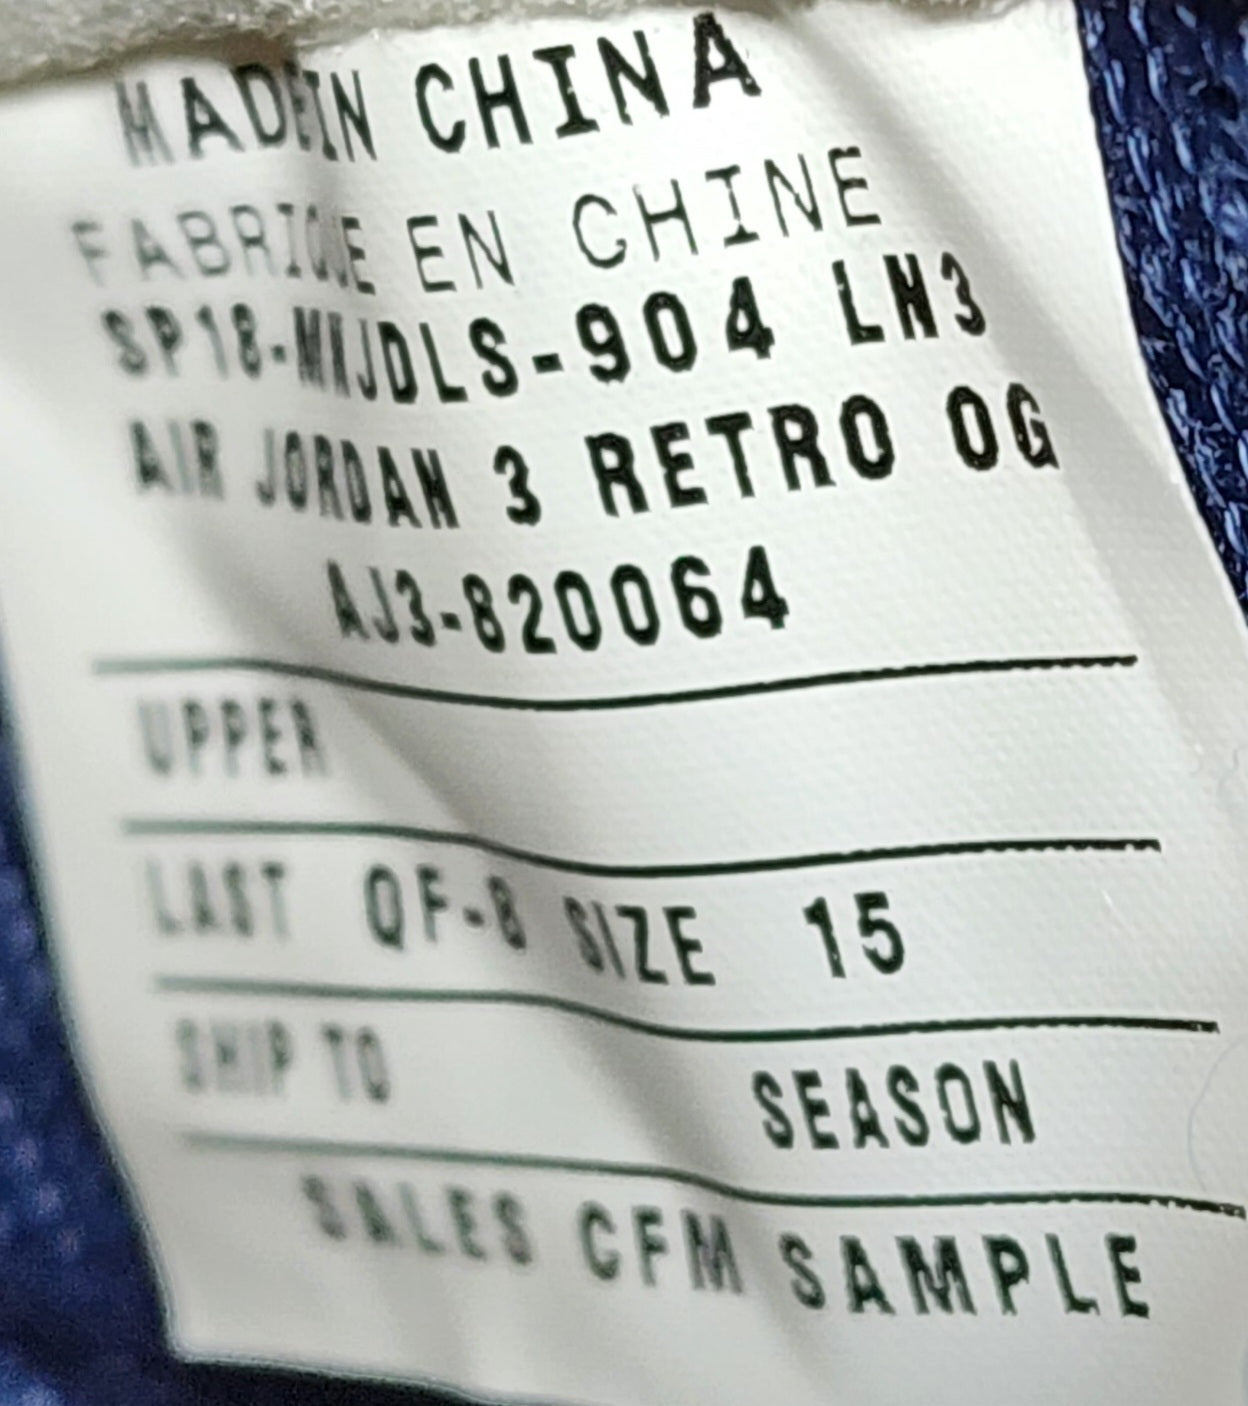 MADE IN CHINA
FABRIQUE EN CHINE
SP18-MNJDLS-904 LN3
AIR JORDAN 3 RETRO OG
AJ3-820064
UPPER
LAST QF-8 SIZE 15
SHIP TO SEASON
SALES CFM SAMPLE